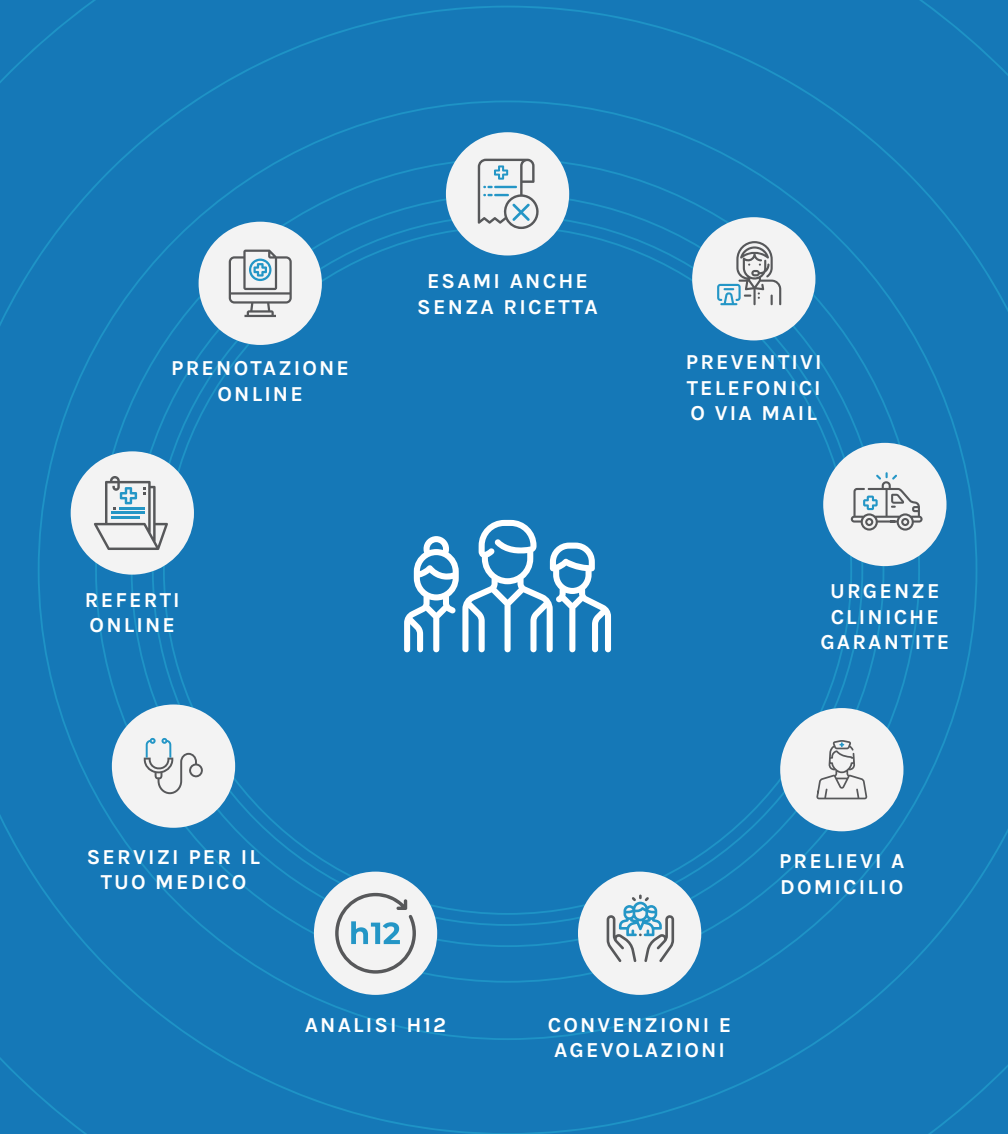 ESAMI ANCHE
SENZA RICETTA
PREVENTIVI
TELEFONICI
O VIA MAIL
URGENZE
CLINICHE
GARANTITE
PRELIEVI A
DOMICILIO
CONVENZIONI E
AGEVOLAZIONI
h12
ANALISI H12
SERVIZI PER IL
TUO MEDICO
REFERTI
ONLINE
PRENOTAZIONE
ONLINE